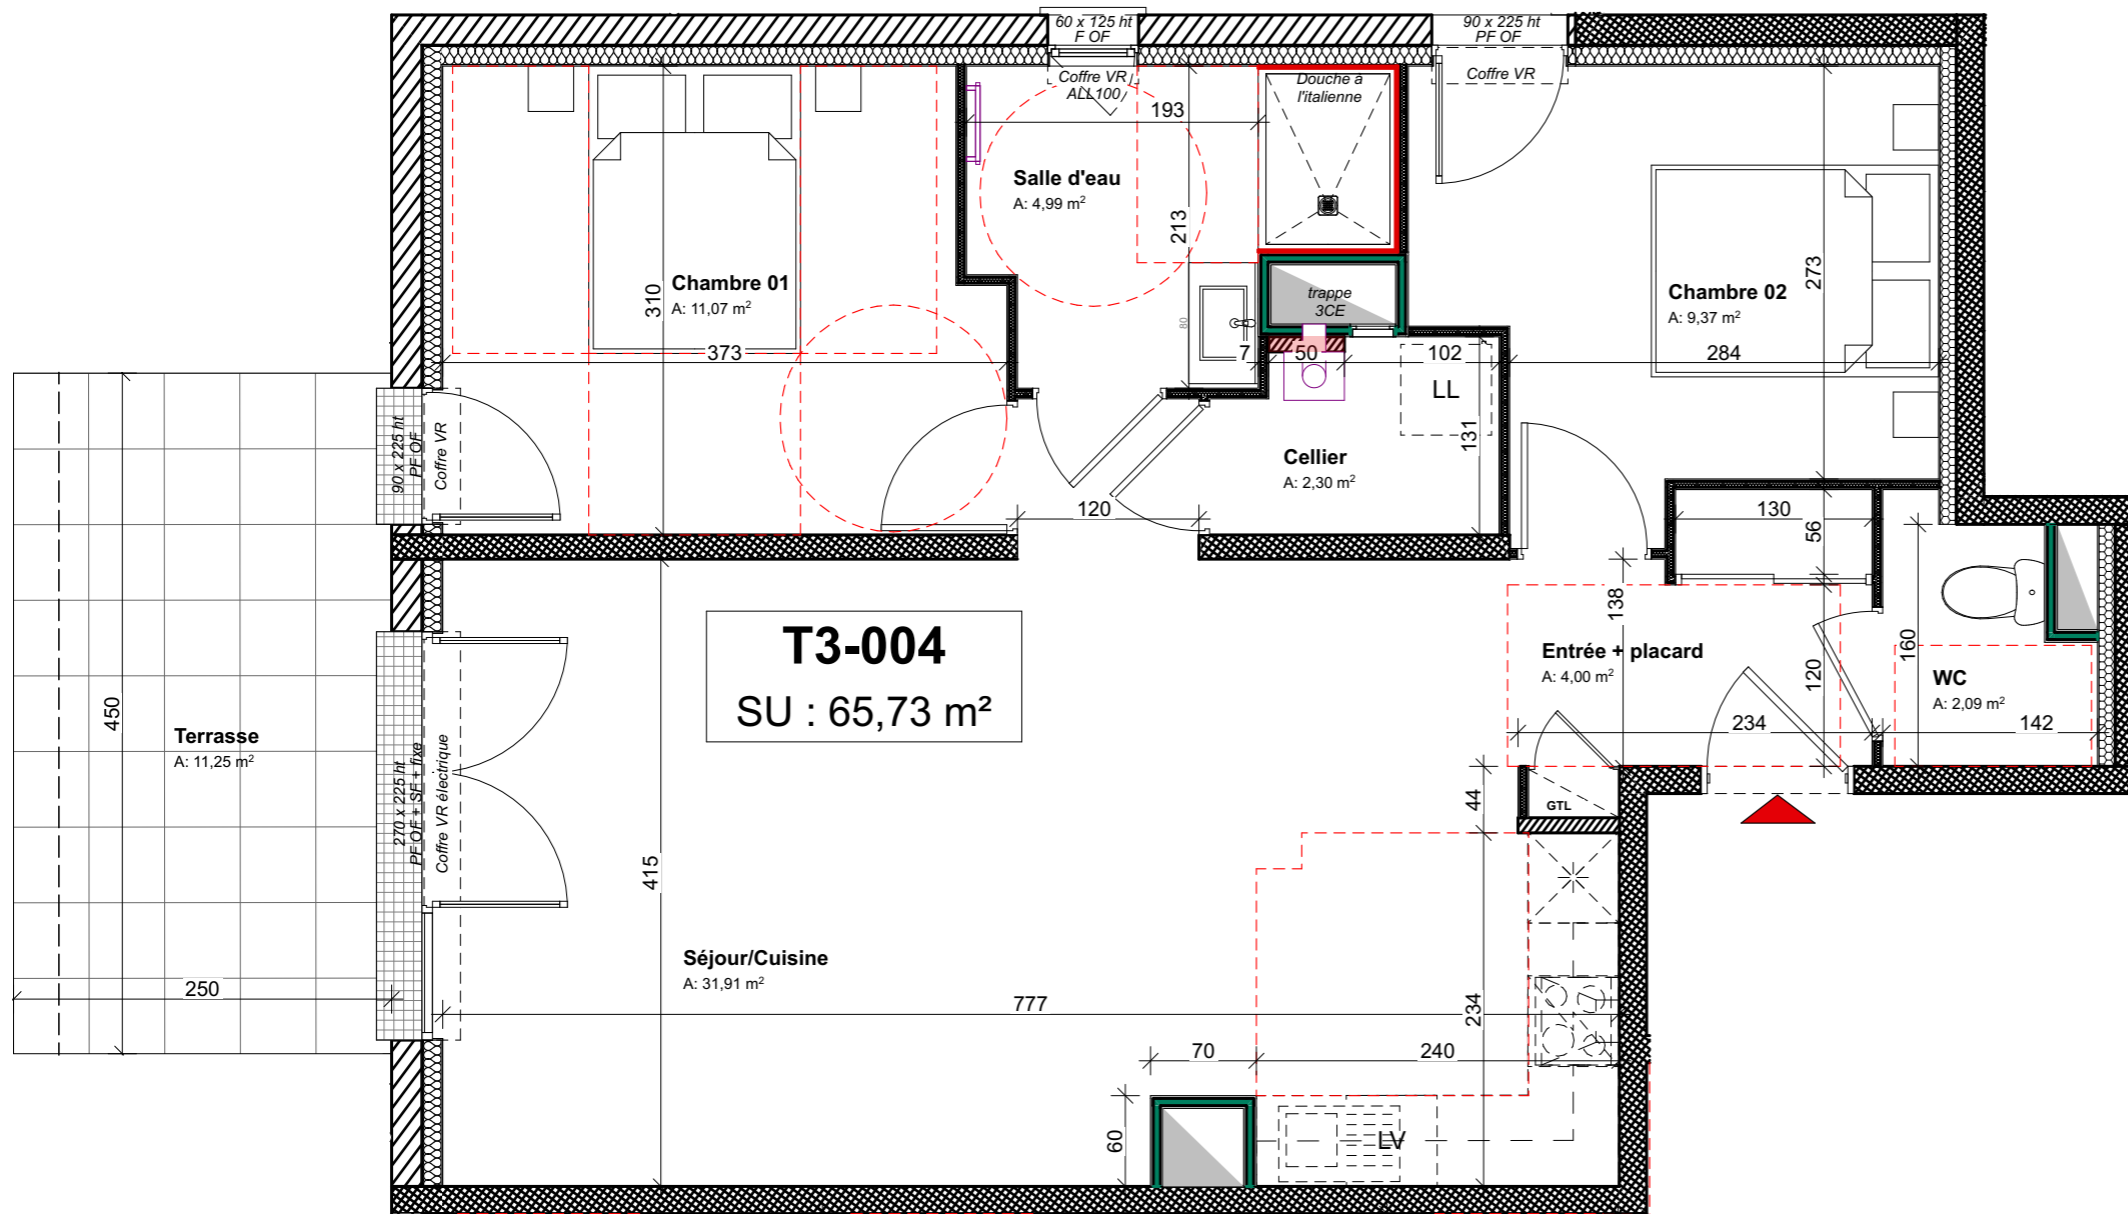 60 x 125 ht
F OF
Coffre VR
ALL100
90 x 225 ht
PF OF
Coffre VR
Douche à
l'italienne
193
Salle d'eau
A: 4,99 m²
213
Chambre 01
A: 11,07 m²
310
373
trappe
3CE
80
7
50
102
LL
131
Chambre 02
A: 9,37 m²
273
284
90 x 225 ht
PF OF
Coffre VR
Cellier
A: 2,30 m²
120
130
56
138
160
T3-004
SU : 65,73 m²
Entrée + placard
A: 4,00 m²
120
234
WC
A: 2,09 m²
142
450
Terrasse
A: 11,25 m²
250
270 x 225 ht
PF OF + SF + fixe
Coffre VR électrique
GTL
44
415
Séjour/Cuisine
A: 31,91 m²
777
234
70
240
60
LV